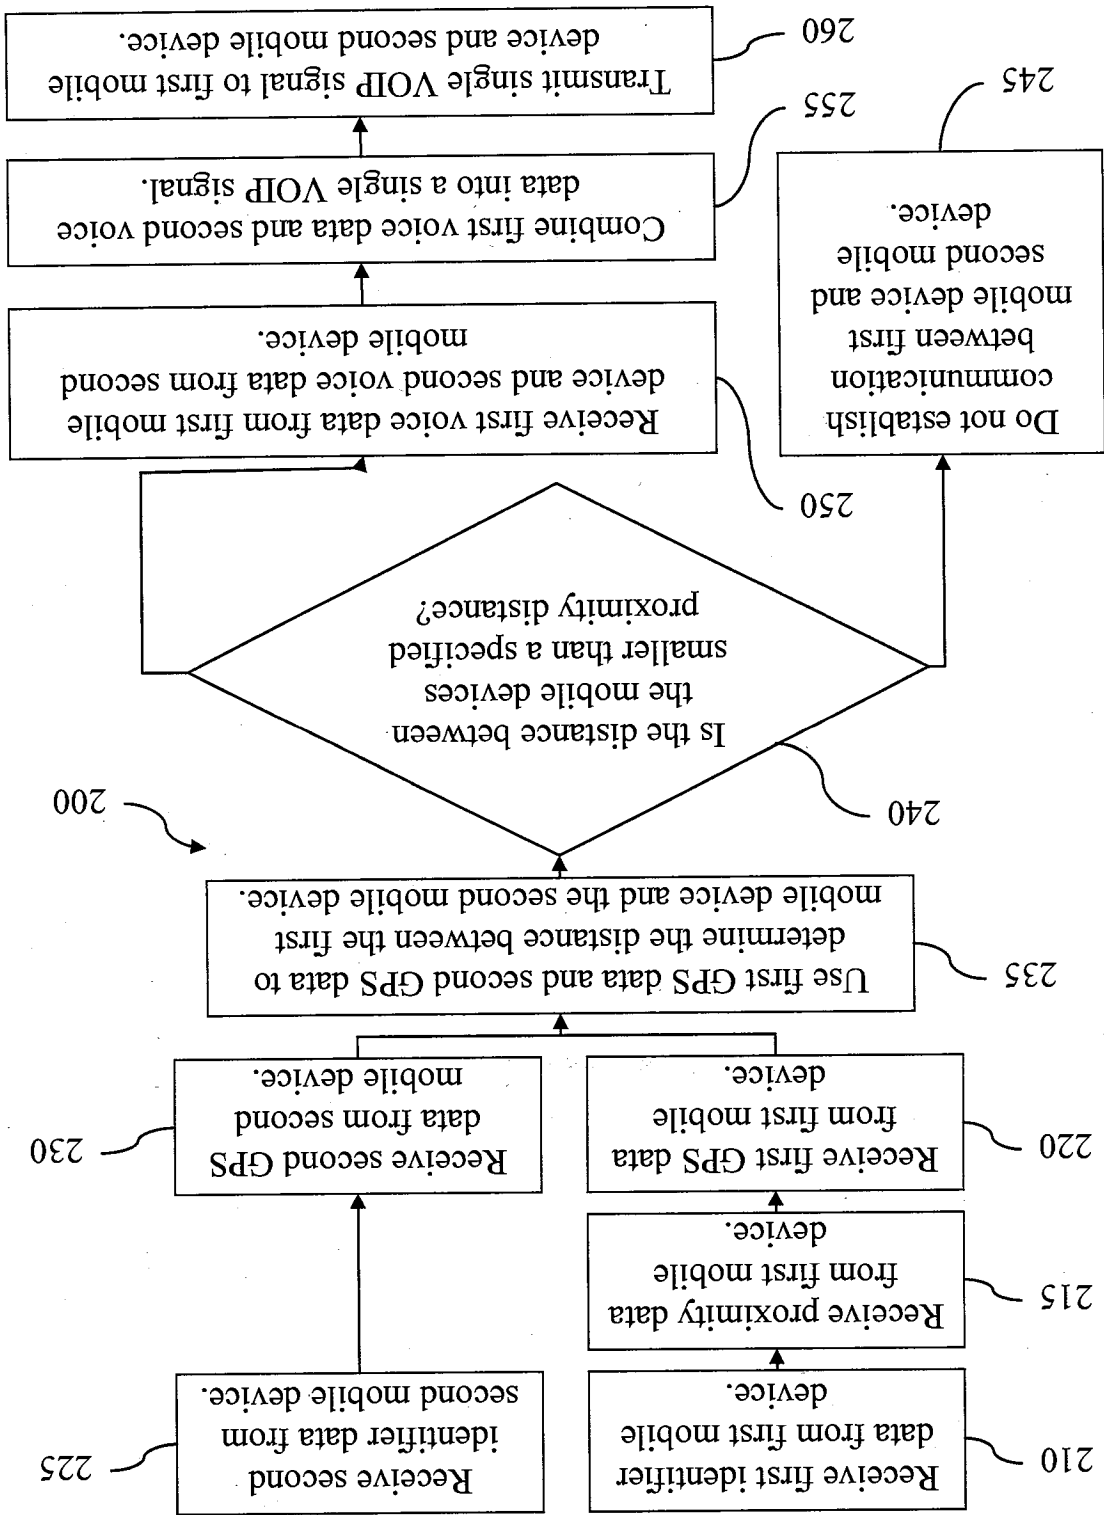 210
Receive first identifier
data from first mobile
device.
Receive second
identifier data from
second mobile device.
225
215
Receive proximity data
from first mobile
device.
220
Receive first GPS data
from first mobile
device.
Receive second GPS
data from second
mobile device.
230
235
Use first GPS data and second GPS data to
determine the distance between the first
mobile device and the second mobile device.
200
240
Is the distance between
the mobile devices
smaller than a specified
proximity distance?
250
Do not establish
communication
between first
mobile device and
second mobile
device.
245
Receive first voice data from first mobile
device and second voice data from second
mobile device.
Combine first voice data and second voice
data into a single VOIP signal.
255
Transmit single VOIP signal to first mobile
device and second mobile device.
260